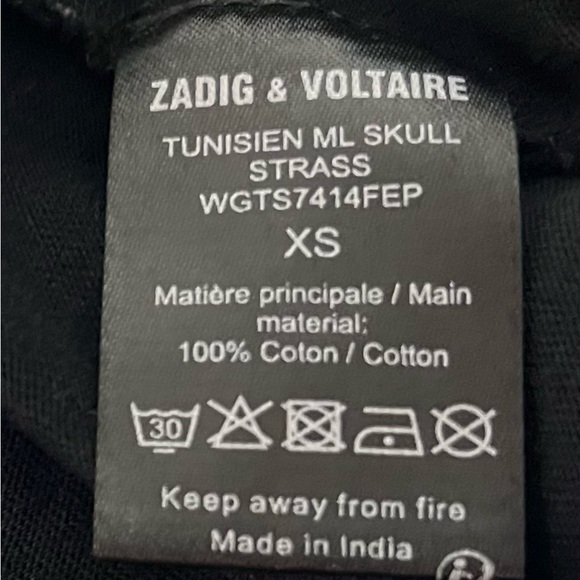 ZADIG & VOLTAIRE
TUNISIEN ML SKULL
STRASS
WGTS7414FEP
XS
Matière principale / Main
material:
100% Coton / Cotton
30
Keep away from fire
Made in India